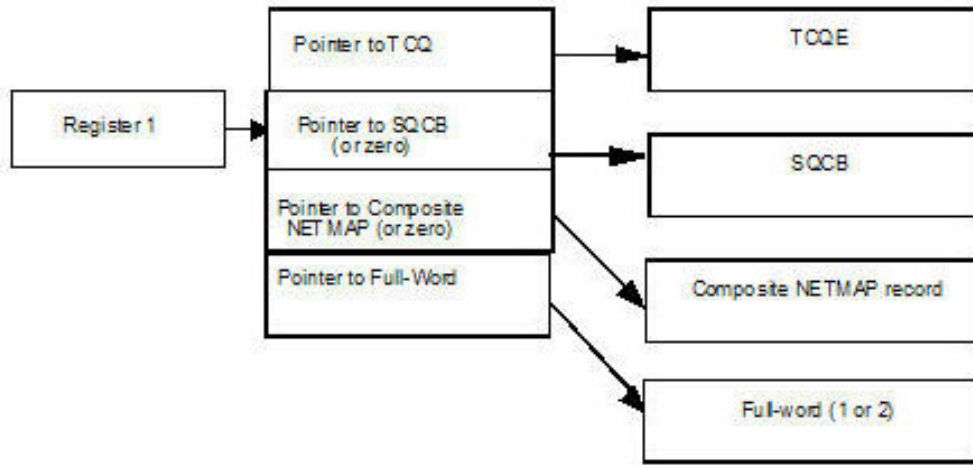 Pointer to TCQ
TCQE
Register 1
Pointer to SQCB
(or zero)
SQCB
Pointer to Composite
NETMAP (or zero)
Pointer to Full-Word
Composite NETMAP record
Full-word (1 or 2)